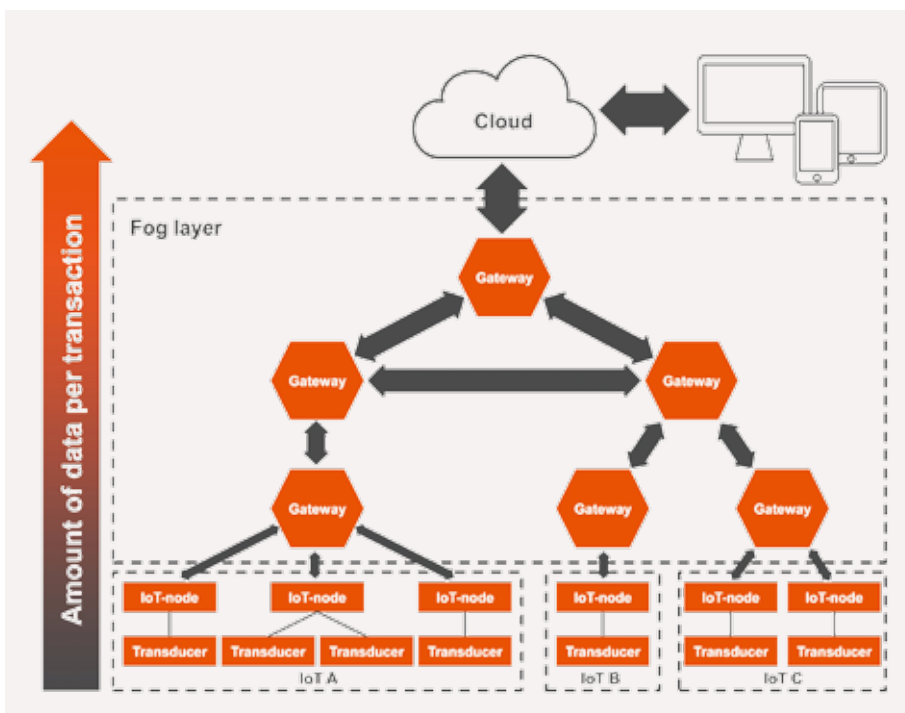 Cloud
Amount of data per transaction
Fog layer
Gateway
Gateway
Gateway
Gateway
Gateway
Gateway
IoT-node
IoT-node
IoT-node
IoT-node
IoT-node
IoT-node
Transducer
Transducer
Transducer
Transducer
Transducer
Transducer
Transducer
IoT A
IoT B
IoT C